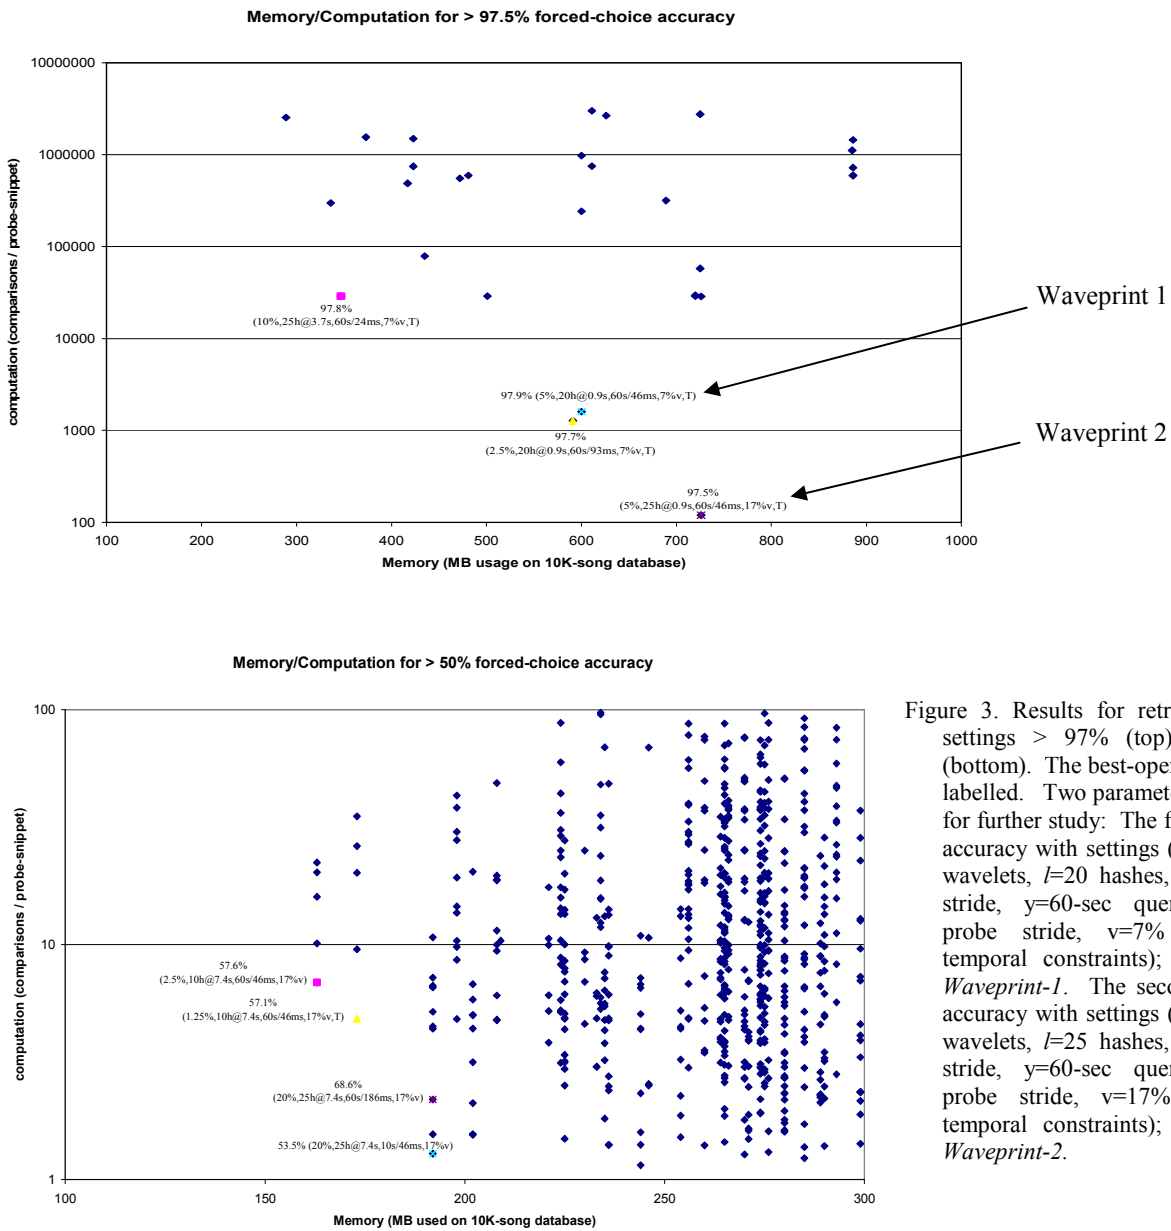 Memory/Computation for > 97.5% forced-choice accuracy
computation (comparisons / probe-snippet)
10000000
1000000
100000
10000
1000
100
97.8%
(10%,25h@3.7s,60s/24ms,7%v,T)
97.9% (5%,20h@0.9s,60s/46ms,7%v,T)
97.7%
(2.5%,20h@0.9s,60s/93ms,7%v,T)
97.5%
(5%,25h@0.9s,60s/46ms,17%v,T)
Waveprint 1
Waveprint 2
100 200 300 400 500 600 700 800 900 1000
Memory (MB usage on 10K-song database)
Memory/Computation for > 50% forced-choice accuracy
computation (comparisons / probe-snipppet)
100
10
1
57.6%
(2.5%,10h@7.4s,60s/46ms,17%v)
57.1%
(1.25%,10h@7.4s,60s/46ms,17%v,T)
68.6%
(20%,25h@7.4s,60s/186ms,17%v)
53.5% (20%,25h@7.4s,10s/46ms,17%v)
100 150 200 250 300
Memory (MB used on 10K-song database)
Figure 3. Results for retr
settings > 97% (top)
(bottom). The best-oper
labelled. Two paramete
for further study: The f
accuracy with settings (
wavelets, l=20 hashes,
stride, y=60-sec quer
probe stride, v=7%
temporal constraints);
Waveprint-1. The seco
accuracy with settings (
wavelets, l=25 hashes,
stride, y=60-sec quer
probe stride, v=17%
temporal constraints);
Waveprint-2.